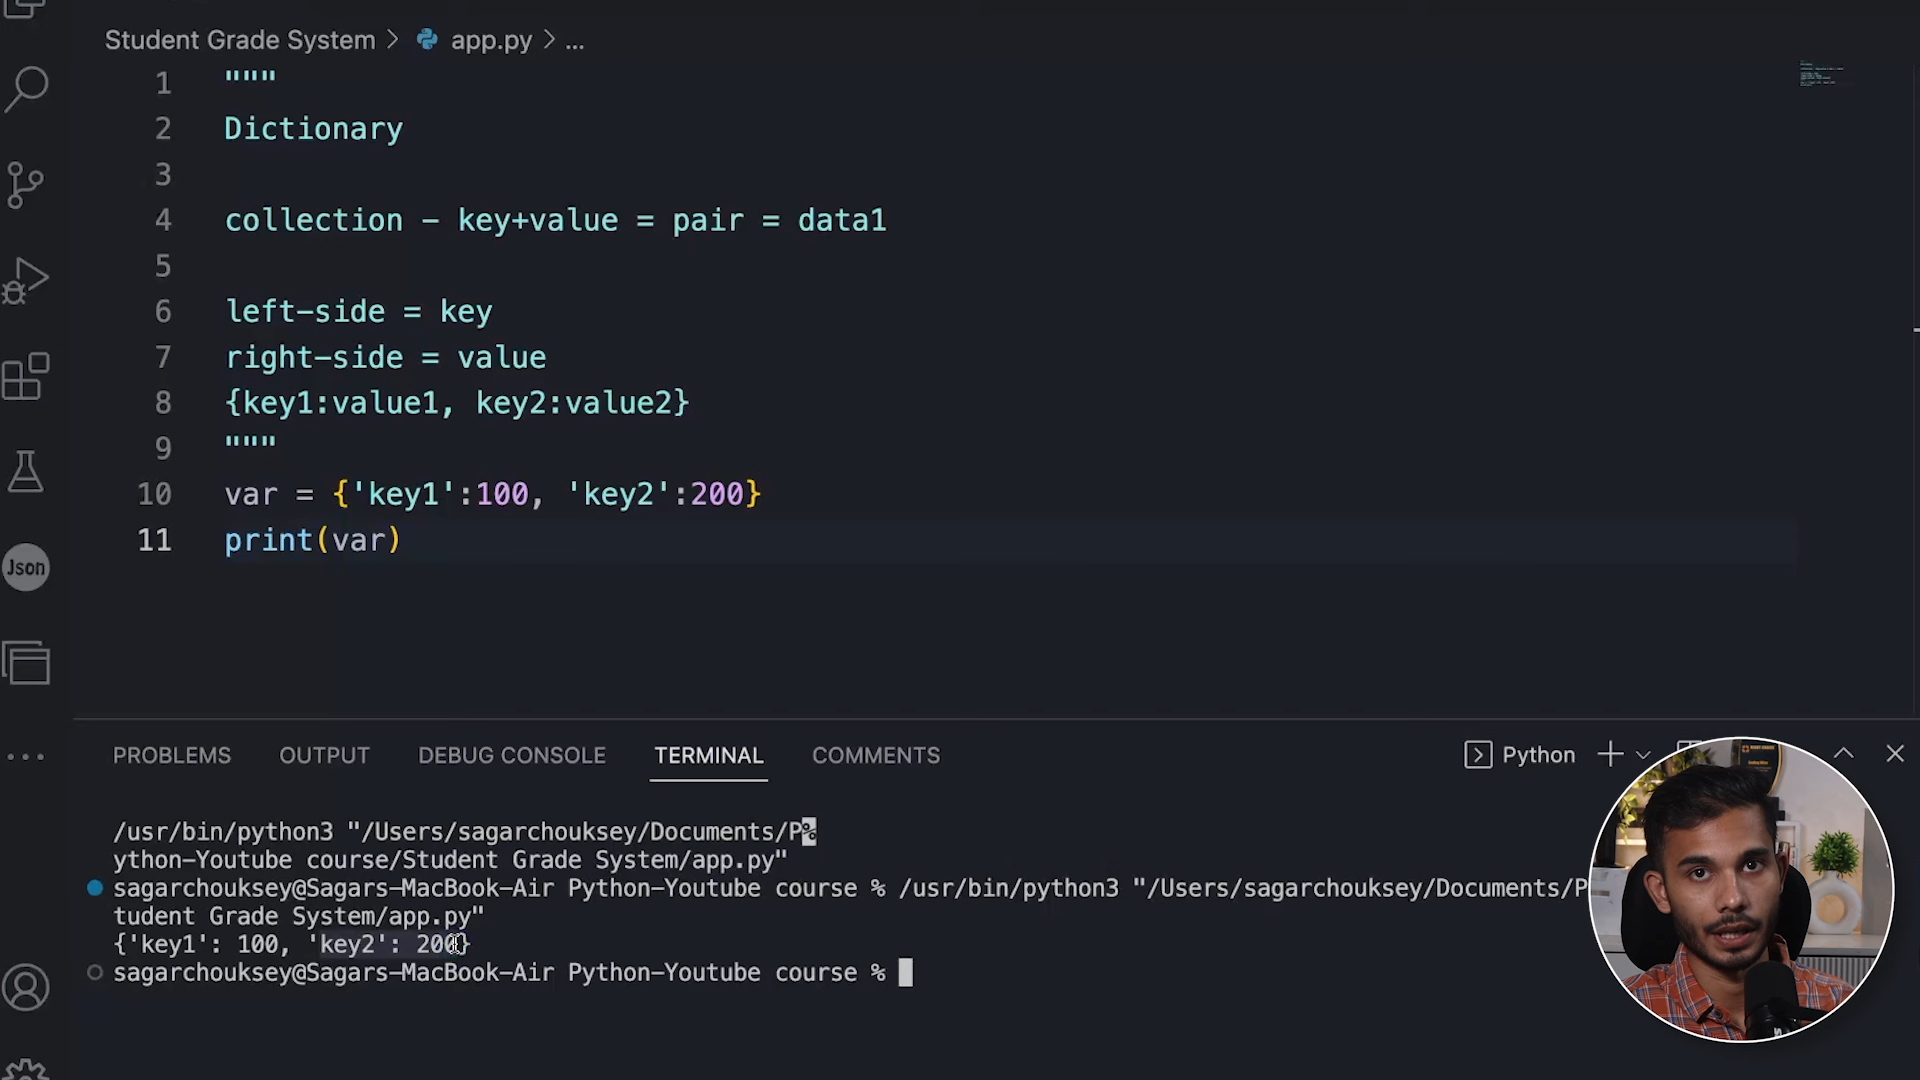 Student Grade System > app.py > ...
1 """
2 Dictionary
3
4 collection - key+value = pair = data1
5
6 left-side = key
7 right-side = value
8 {key1:value1, key2:value2}
9 """
10 var = {'key1':100, 'key2':200}
11 print(var)
Json
PROBLEMS OUTPUT DEBUG CONSOLE TERMINAL COMMENTS Python
/usr/bin/python3 "/Users/sagarchouksey/Documents/P%
ython-Youtube course/Student Grade System/app.py"
sagarchouksey@Sagars-MacBook-Air Python-Youtube course % /usr/bin/python3 "/Users/sagarchouksey/Documents/P
tudent Grade System/app.py"
{'key1': 100, 'key2': 200}
sagarchouksey@Sagars-MacBook-Air Python-Youtube course %